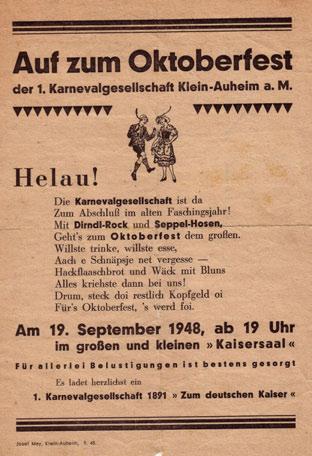 Auf zum Oktoberfest
der 1. Karnevalgesellschaft Klein-Auheim a. M.
Helau!
Die Karnevalgesellschaft ist da
Zum Abschluß im alten Faschingsjahr!
Mit Dirndl-Rock und Seppel-Hosen,
Geht's zum Oktoberfest dem großen.
Willste trinke, willste esse,
Aach e Schnäpsje net vergesse —
Hackflaaschbrot und Wäck mit Bluns
Alles kriehste dann bei uns!
Drum, steck doi restlich Kopfgeld oi
Für's Oktoberfest, 's werd foi.
Am 19. September 1948, ab 19 Uhr
im großen und kleinen » Kaisersaal «
Für allerlei Belustigungen ist bestens gesorgt
Es ladet herzlichst ein
1. Karnevalgesellschaft 1891 » Zum deutschen Kaiser «
Josef May, Klein-Auheim, 9. 48.